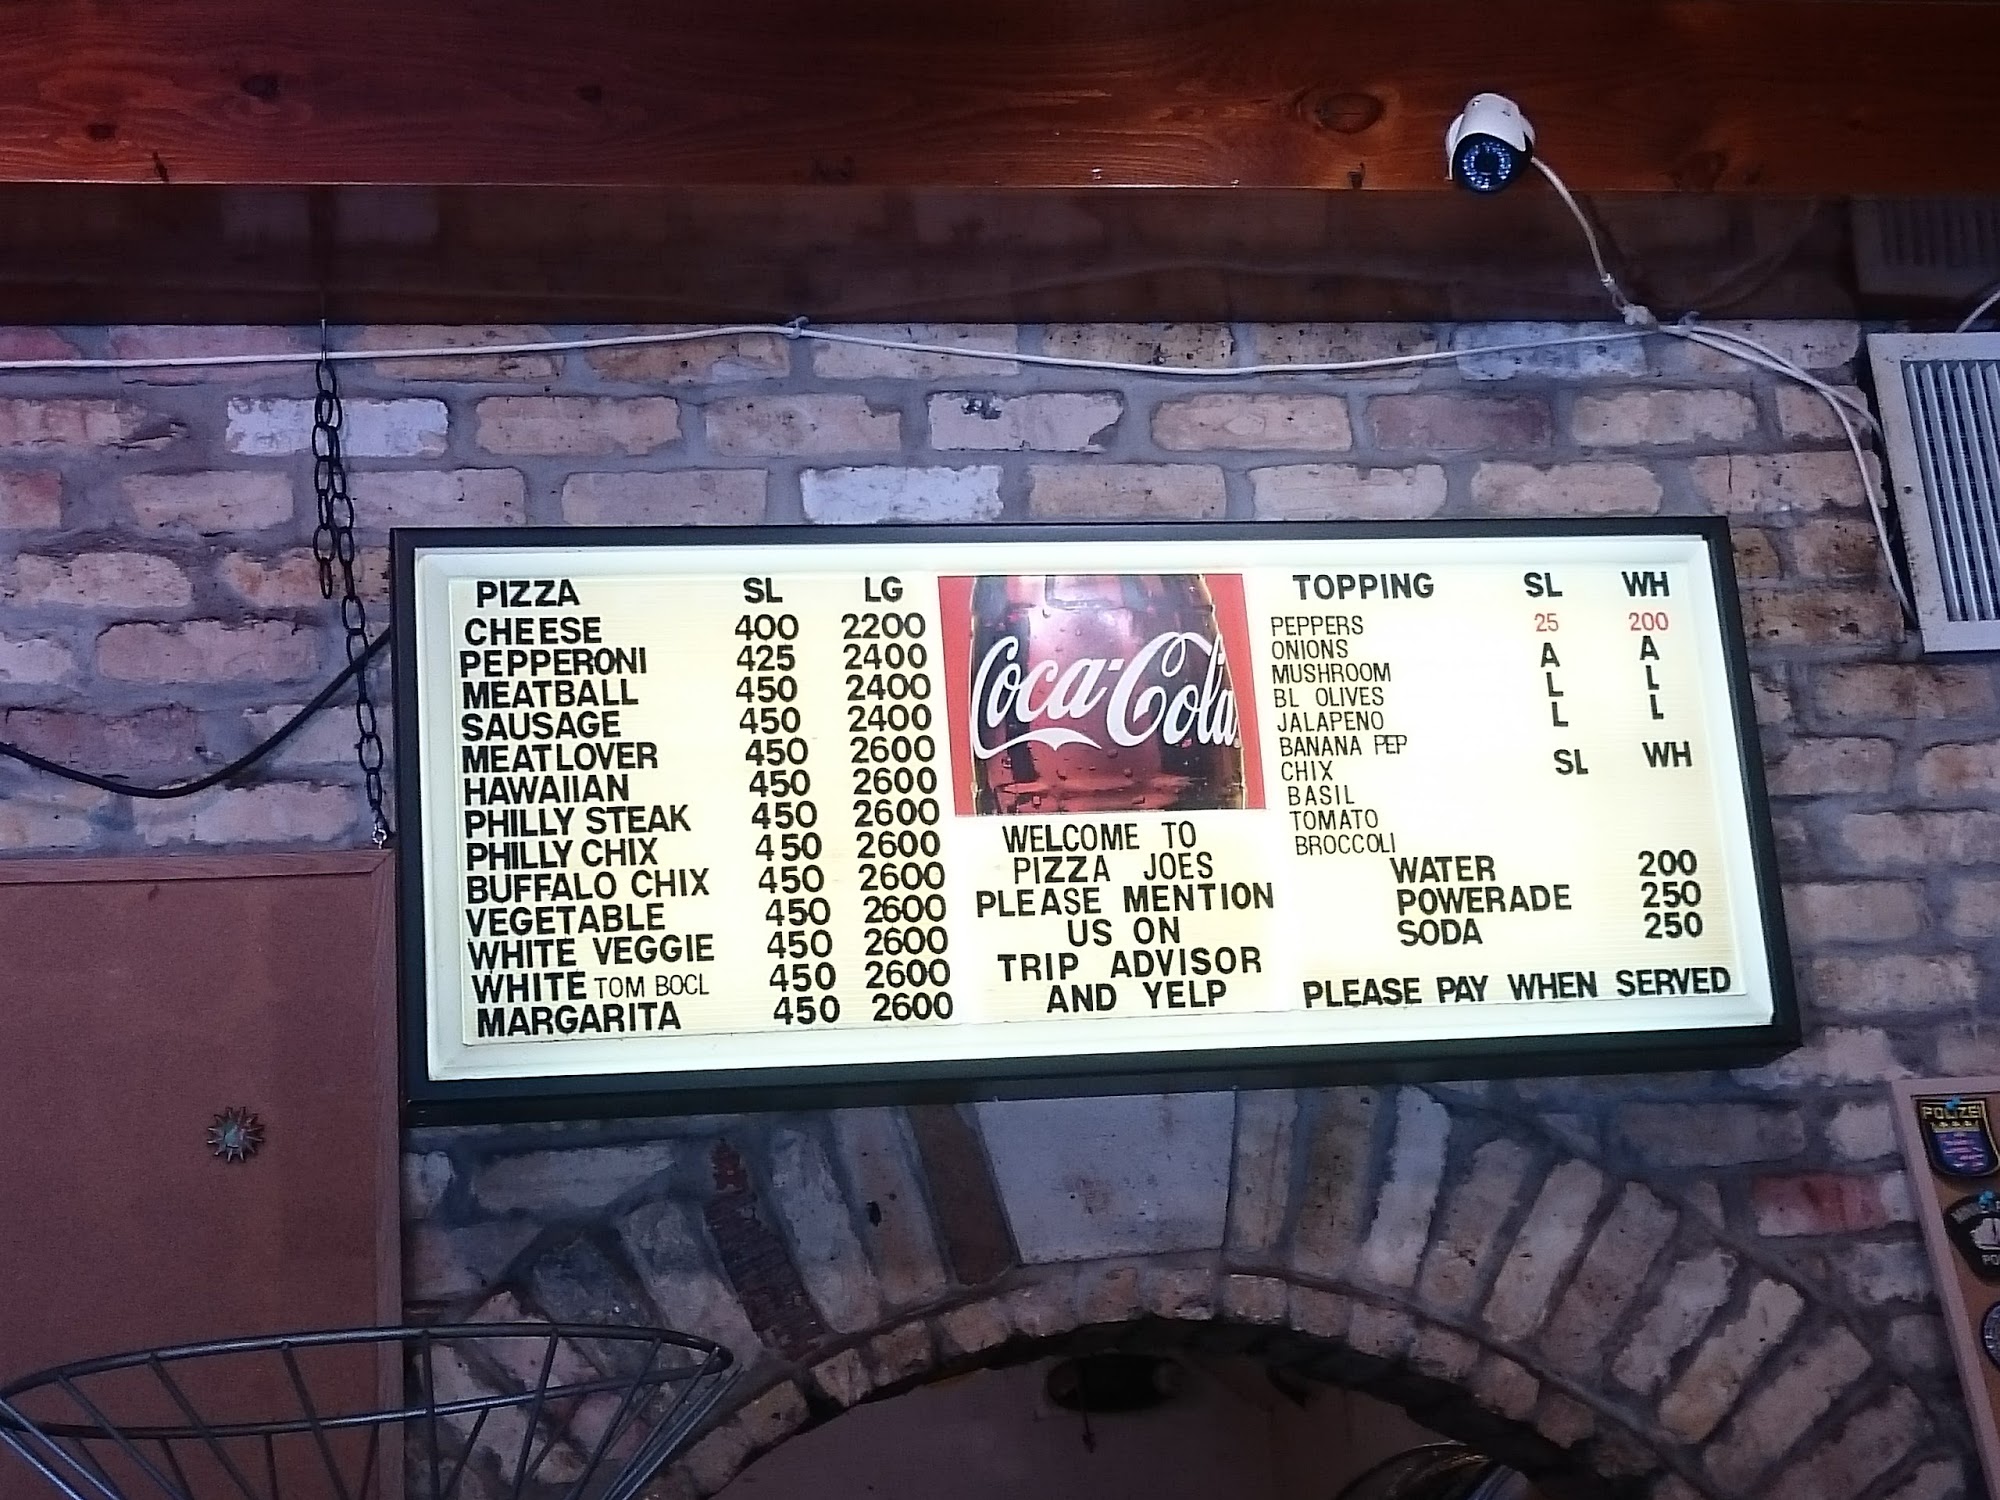 PIZZA SL LG
CHEESE 400 2200
PEPPERONI 425 2400
MEATBALL 450 2400
SAUSAGE 450 2400
MEATLOVER 450 2600
HAWAIIAN 450 2600
PHILLY STEAK 450 2600
PHILLY CHIX 450 2600
BUFFALO CHIX 450 2600
VEGETABLE 450 2600
WHITE VEGGIE 450 2600
WHITE TOM BOCL 450 2600
MARGARITA 450 2600
Coca-Cola
WELCOME TO
PIZZA JOES
PLEASE MENTION
US ON
TRIP ADVISOR
AND YELP
TOPPING SL WH
PEPPERS 25 200
ONIONS A A
MUSHROOM L L
BL OLIVES
JALAPENO L L
BANANA PEP
CHIX SL WH
BASIL
TOMATO
BROCCOLI
WATER 200
POWERADE 250
SODA 250
PLEASE PAY WHEN SERVED
POLIZEI